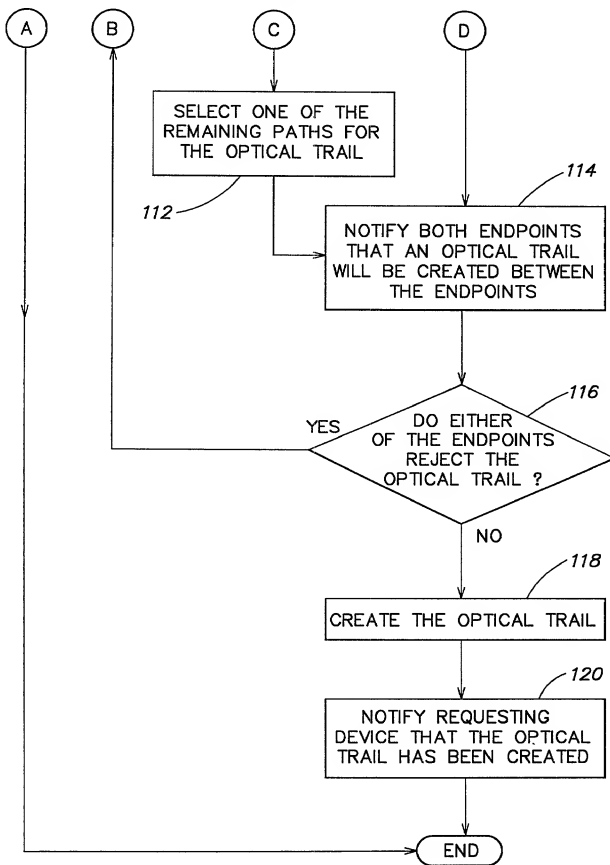 A
B
C
D
SELECT ONE OF THE
REMAINING PATHS FOR
THE OPTICAL TRAIL
112
114
NOTIFY BOTH ENDPOINTS
THAT AN OPTICAL TRAIL
WILL BE CREATED BETWEEN
THE ENDPOINTS
116
YES
DO EITHER
OF THE ENDPOINTS
REJECT THE
OPTICAL TRAIL ?
NO
118
CREATE THE OPTICAL TRAIL
120
NOTIFY REQUESTING
DEVICE THAT THE OPTICAL
TRAIL HAS BEEN CREATED
END